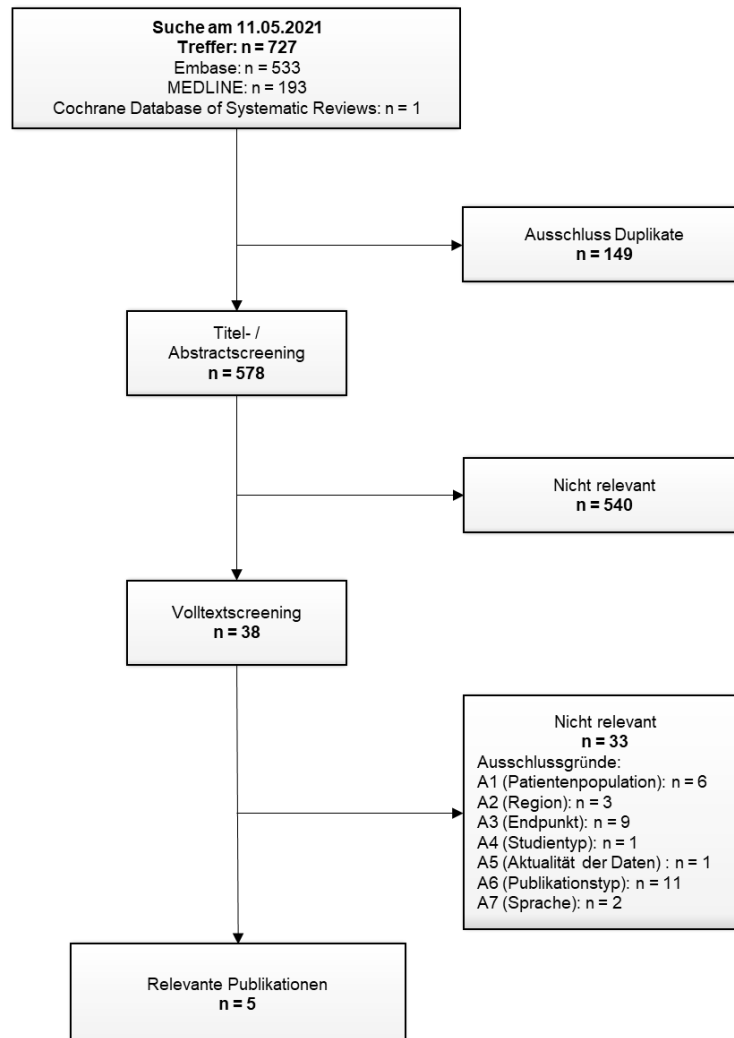 Suche am 11.05.2021
Treffer: n = 727
Embase: n = 533
MEDLINE: n = 193
Cochrane Database of Systematic Reviews: n = 1
Ausschluss Duplikate
n = 149
Titel- /
Abstractscreening
n = 578
Nicht relevant
n = 540
Volltextscreening
n = 38
Nicht relevant
n = 33
Ausschlussgründe:
A1 (Patientenpopulation): n = 6
A2 (Region): n = 3
A3 (Endpunkt): n = 9
A4 (Studientyp): n = 1
A5 (Aktualität der Daten) : n = 1
A6 (Publikationstyp): n = 11
A7 (Sprache): n = 2
Relevante Publikationen
n = 5